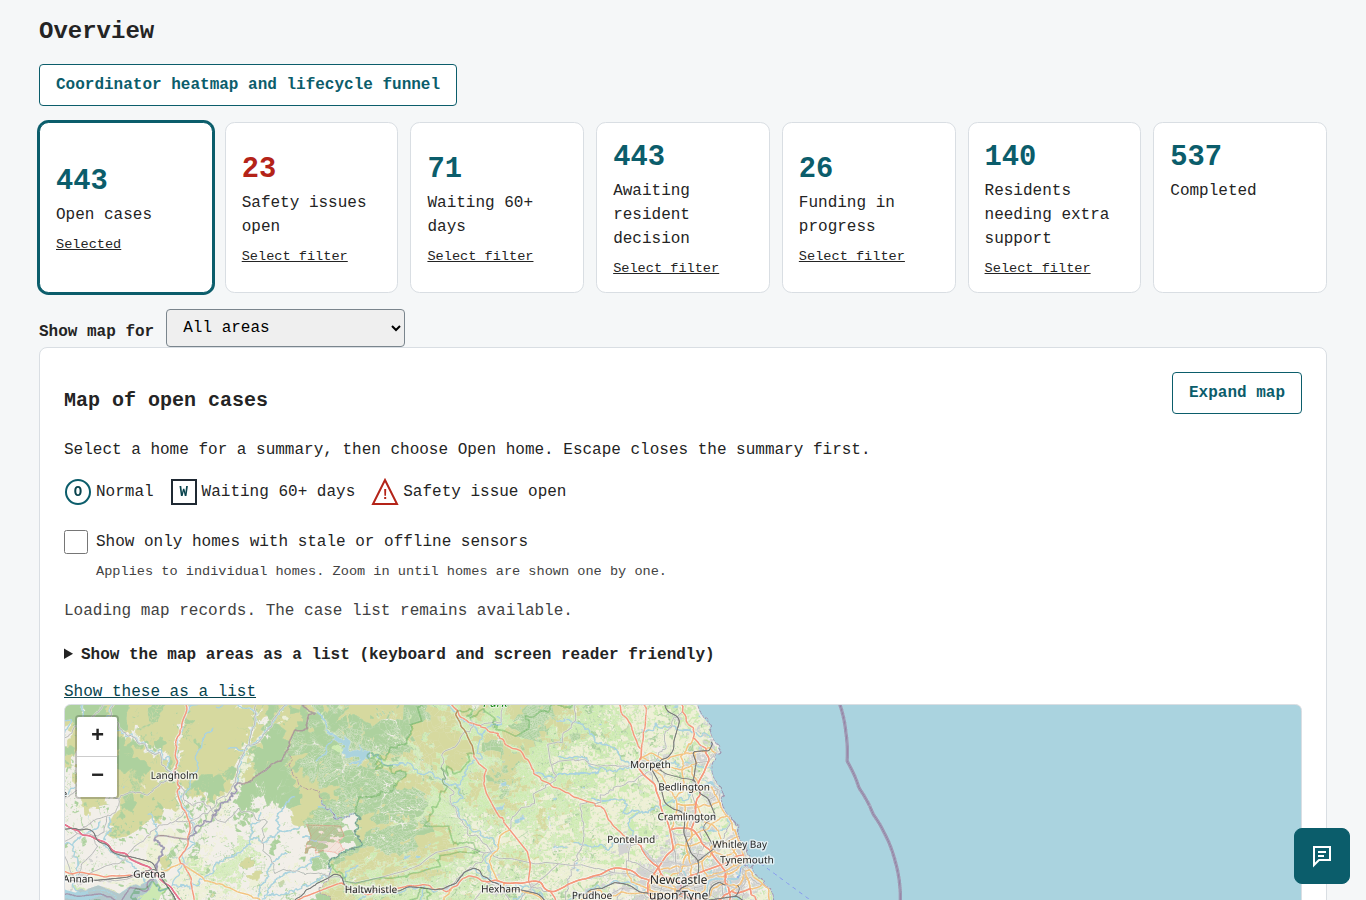 Overview
Coordinator heatmap and lifecycle funnel
443
Open cases
Selected
23
Safety issues
open
Select filter
71
Waiting 60+
days
Select filter
443
Awaiting
resident
decision
Select filter
26
Funding in
progress
Select filter
140
Residents
needing extra
support
Select filter
537
Completed
Show map for All areas
Map of open cases
Expand map
Select a home for a summary, then choose Open home. Escape closes the summary first.
O Normal W Waiting 60+ days ! Safety issue open
Show only homes with stale or offline sensors
Applies to individual homes. Zoom in until homes are shown one by one.
Loading map records. The case list remains available.
Show the map areas as a list (keyboard and screen reader friendly)
Show these as a list
+
−
Langholm
Morpeth
Bedlington
Cramlington
Ponteland
Whitley Bay
Tynemouth
Gretna
Annan
Haltwhistle
Hexham
Prudhoe
Newcastle
upon Tyne